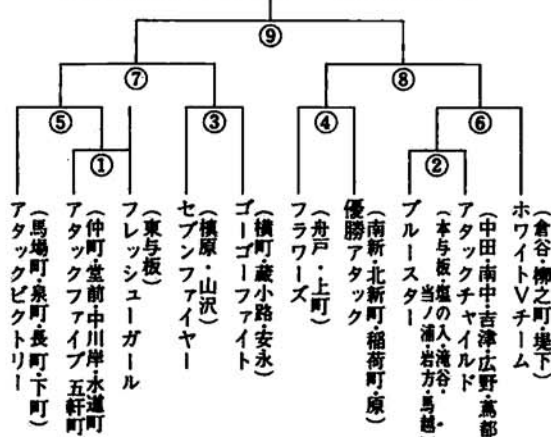 ⑨
⑦
⑧
⑤
③
④
⑥
①
②
アタックビクトリー
(馬場町・泉町・長町・下町)
アタックファイブ 五軒町
(仲町・堂前・中川岸・水道町
フレッシューガール
(東与板)
セブンファイヤー
(槙原・山沢)
ゴーゴーファイト
(横町・蔵小路・安永)
フラワーズ
(舟戸・上町)
優勝アタック
(南新・北新町・稲荷町・原)
ブルースター
(本与板・塩の入・滝谷・
当ノ浦・岩方・馬越
アタックチャイルド
(中田・南中・吉津・広野・蔦都
ホワイトVチーム
(倉谷・柳之町・堤下)